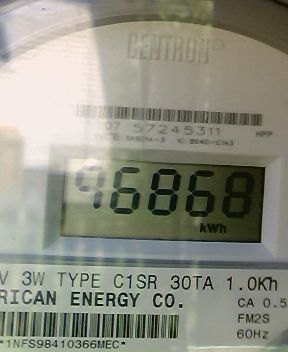 CENTRON®
07 57245311 HPP
96868
kWh
V 3W TYPE C1SR 30TA 1.0Kh
RICAN ENERGY CO.
CA 0.5
FM2S
60Hz
*1NFS98410366MEC*